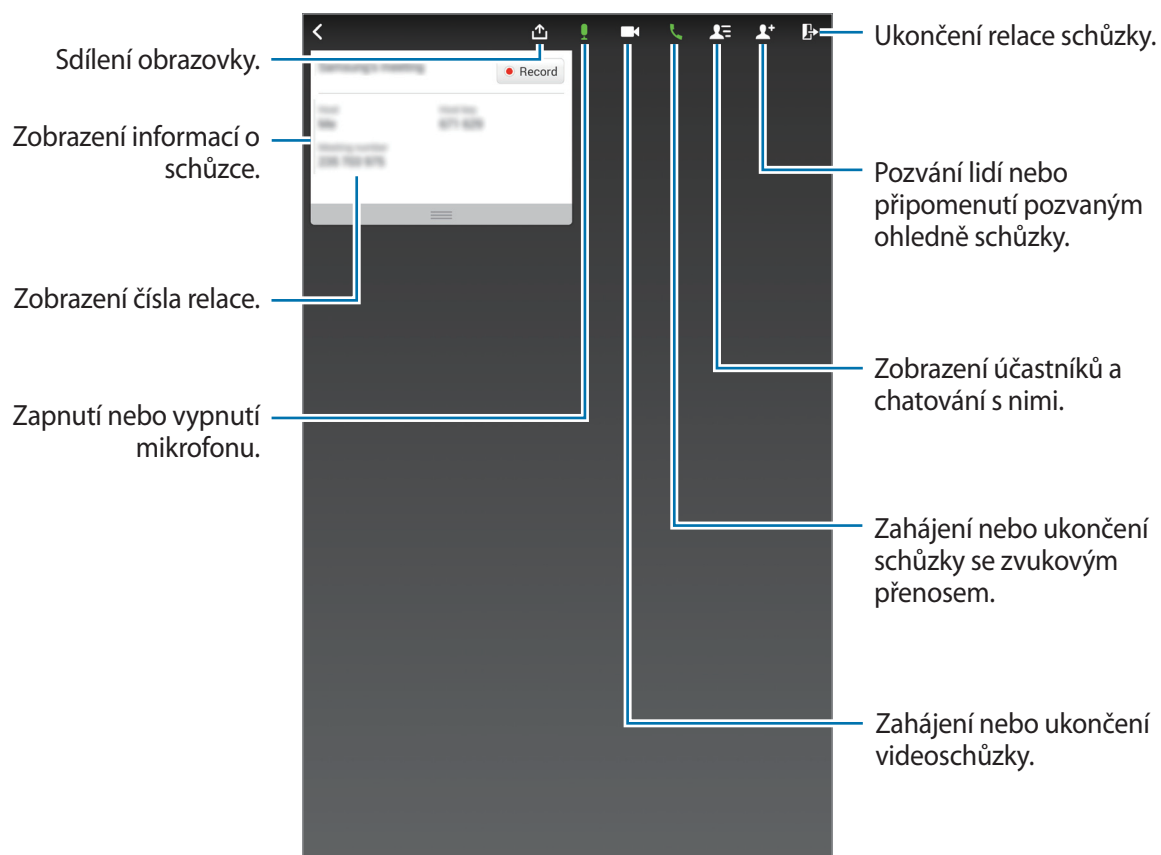 Sdílení obrazovky.
Zobrazení informací o
schůzce.
Zobrazení čísla relace.
Zapnutí nebo vypnutí
mikrofonu.
Record
Ukončení relace schůzky.
Pozvání lidí nebo
připomenutí pozvaným
ohledně schůzky.
Zobrazení účastníků a
chatování s nimi.
Zahájení nebo ukončení
schůzky se zvukovým
přenosem.
Zahájení nebo ukončení
videoschůzky.